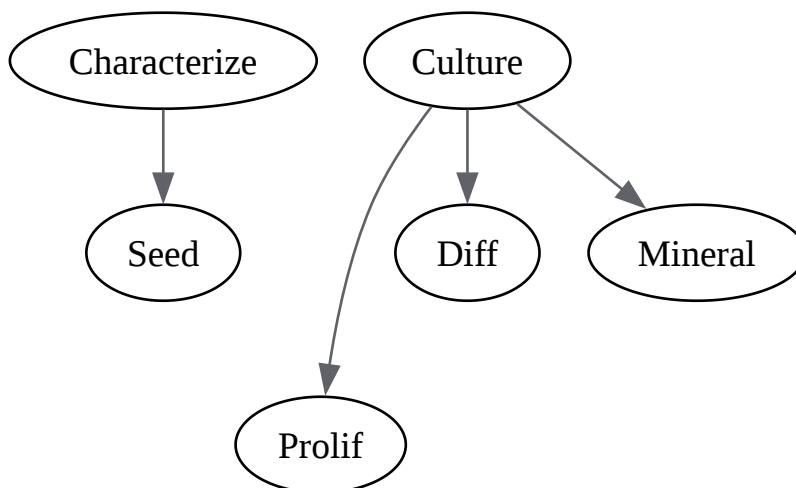 Characterize
Culture
Seed
Diff
Mineral
Prolif